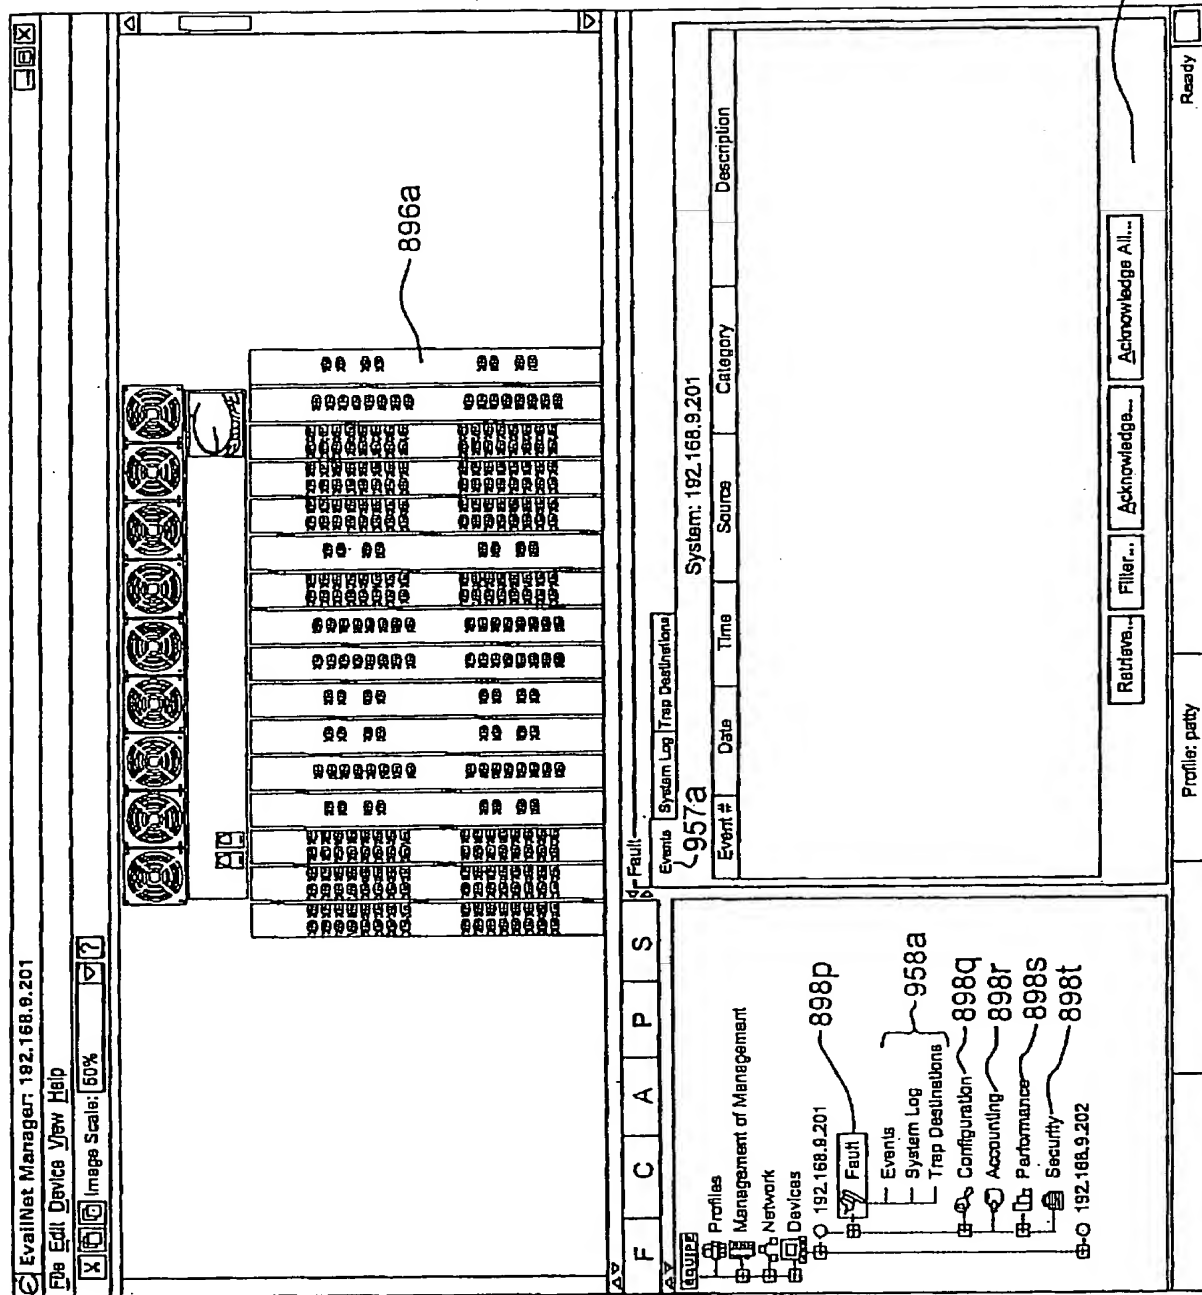 EvailNet Manager: 192.168.9.201
File Edit Device View Help
X Image Scale: 50% ?
896a
F C A P S
EQUIPE
Profiles
Management of Management
Network
Devices
192.168.9.201
Fault
898p
Events
System Log
Trap Destinations
958a
Configuration
898q
Accounting
898r
Performance
898s
Security
898t
192.168.9.202
Fault
Events System Log Trap Destinations
957a
System: 192.168.9.201
Event # Date Time Source Category Description
Retrieve... Filter... Acknowledge... Acknowledge All...
Profile: patty
Ready